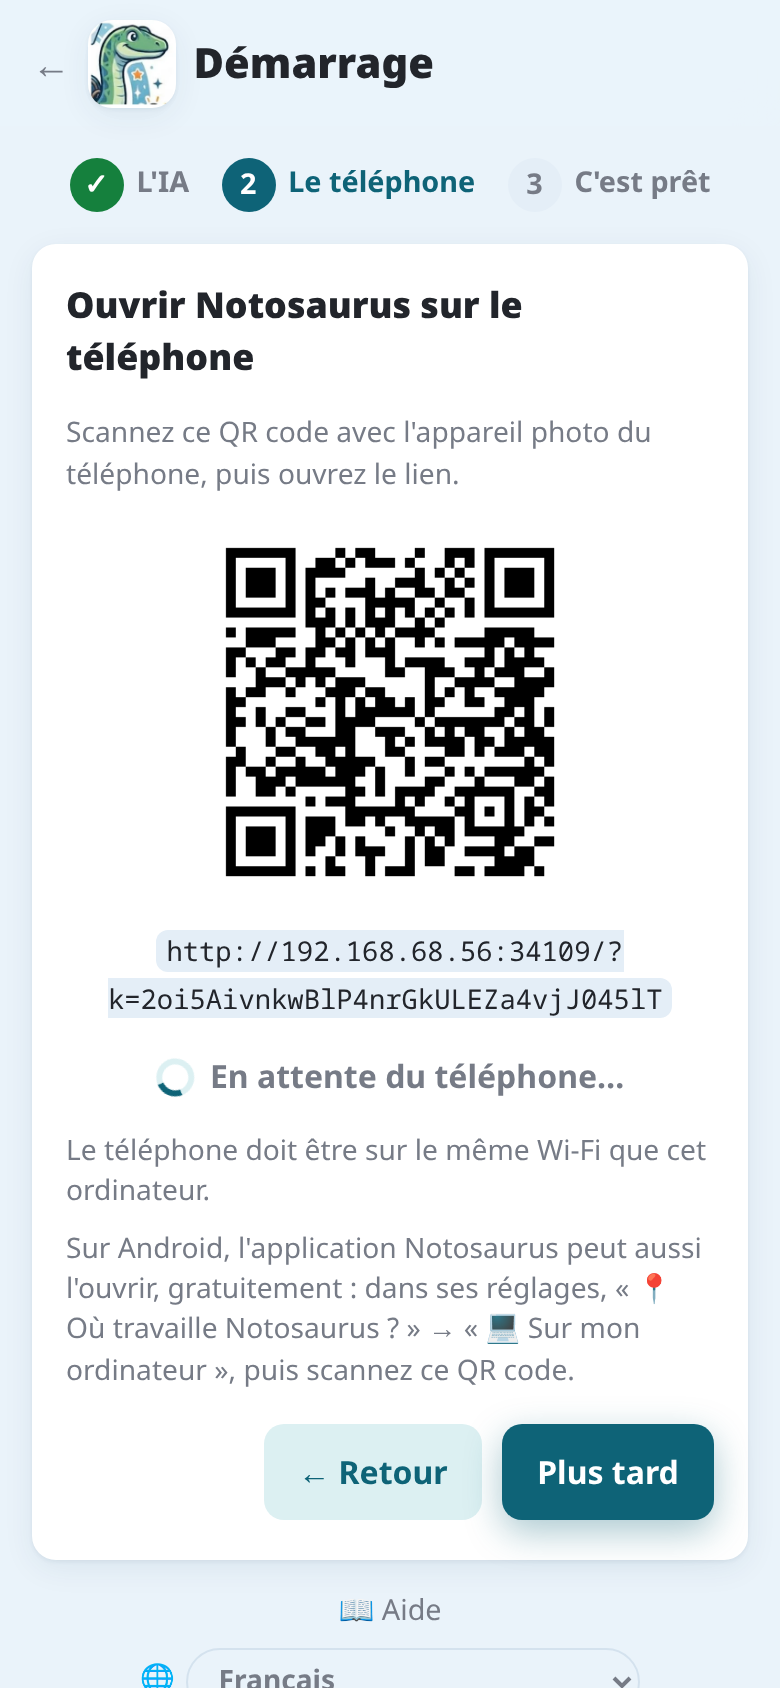 ← Démarrage
✓ L'IA 2 Le téléphone 3 C'est prêt
Ouvrir Notosaurus sur le
téléphone
Scannez ce QR code avec l'appareil photo du
téléphone, puis ouvrez le lien.
http://192.168.68.56:34109/?
k=2oi5AivnkwBlP4nrGkULEZa4vjJ045lT
En attente du téléphone…
Le téléphone doit être sur le même Wi-Fi que cet
ordinateur.
Sur Android, l'application Notosaurus peut aussi
l'ouvrir, gratuitement : dans ses réglages, « 📍
Où travaille Notosaurus ? » → « 💻 Sur mon
ordinateur », puis scannez ce QR code.
← Retour Plus tard
📖 Aide
🌐 Français